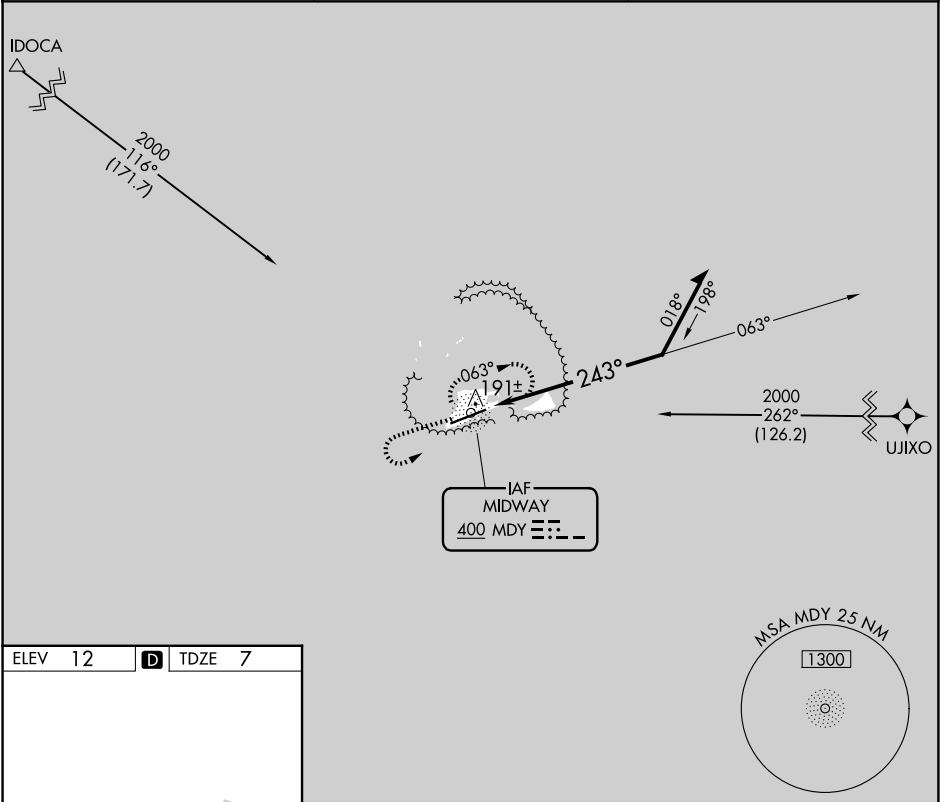 IDOCA
2000
116°
(171.7)
018°
198°
063°
063°
243°
191±
2000
262°
(126.2)
UJIXO
IAF
MIDWAY
400 MDY
MSA MDY 25 NM
1300
ELEV 12 D TDZE 7